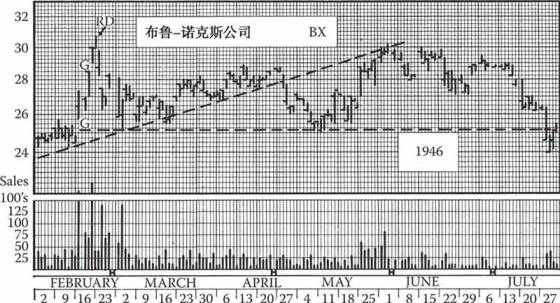 32
RD
布鲁-诺克斯公司 BX
30
G
28
G
26
24
1946
Sales
100's
125
100
75
50
25
FEBRUARY MARCH APRIL MAY JUNE JULY
2 9 16 23 2 9 16 23 30 6 13 20 27 4 11 18 25 1 8 15 22 29 6 13 20 27